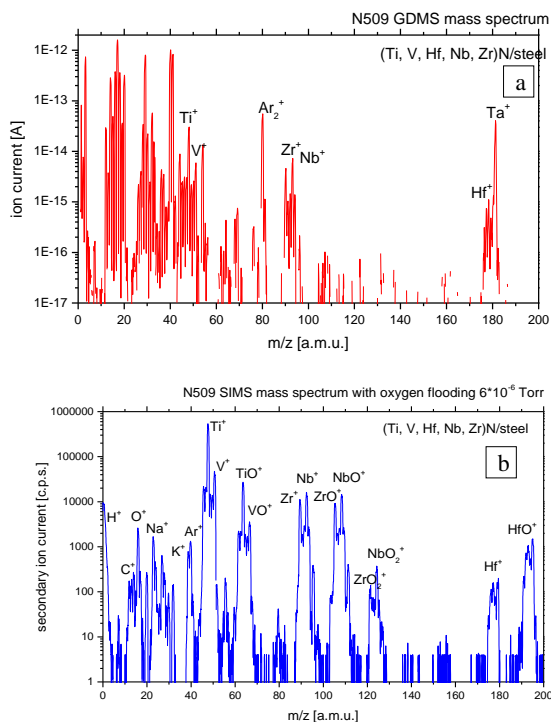 N509 GDMS mass spectrum
(Ti, V, Hf, Nb, Zr)N/steel
a
1E-12
1E-13
1E-14
1E-15
1E-16
1E-17
ion current [A]
Ti⁺
V⁺
Ar₂⁺
Zr⁺
Nb⁺
Hf⁺
Ta⁺
0 20 40 60 80 100 120 140 160 180 200
m/z [a.m.u.]
N509 SIMS mass spectrum with oxygen flooding 6*10⁻⁶ Torr
(Ti, V, Hf, Nb, Zr)N/steel
b
1000000
100000
10000
1000
100
10
1
secondary ion current [c.p.s.]
H⁺
C⁺
O⁺
Na⁺
K⁺
Ar⁺
Ti⁺
V⁺
TiO⁺
VO⁺
Zr⁺
Nb⁺
ZrO⁺
NbO⁺
ZrO₂⁺
NbO₂⁺
Hf⁺
HfO⁺
0 20 40 60 80 100 120 140 160 180 200
m/z [a.m.u.]